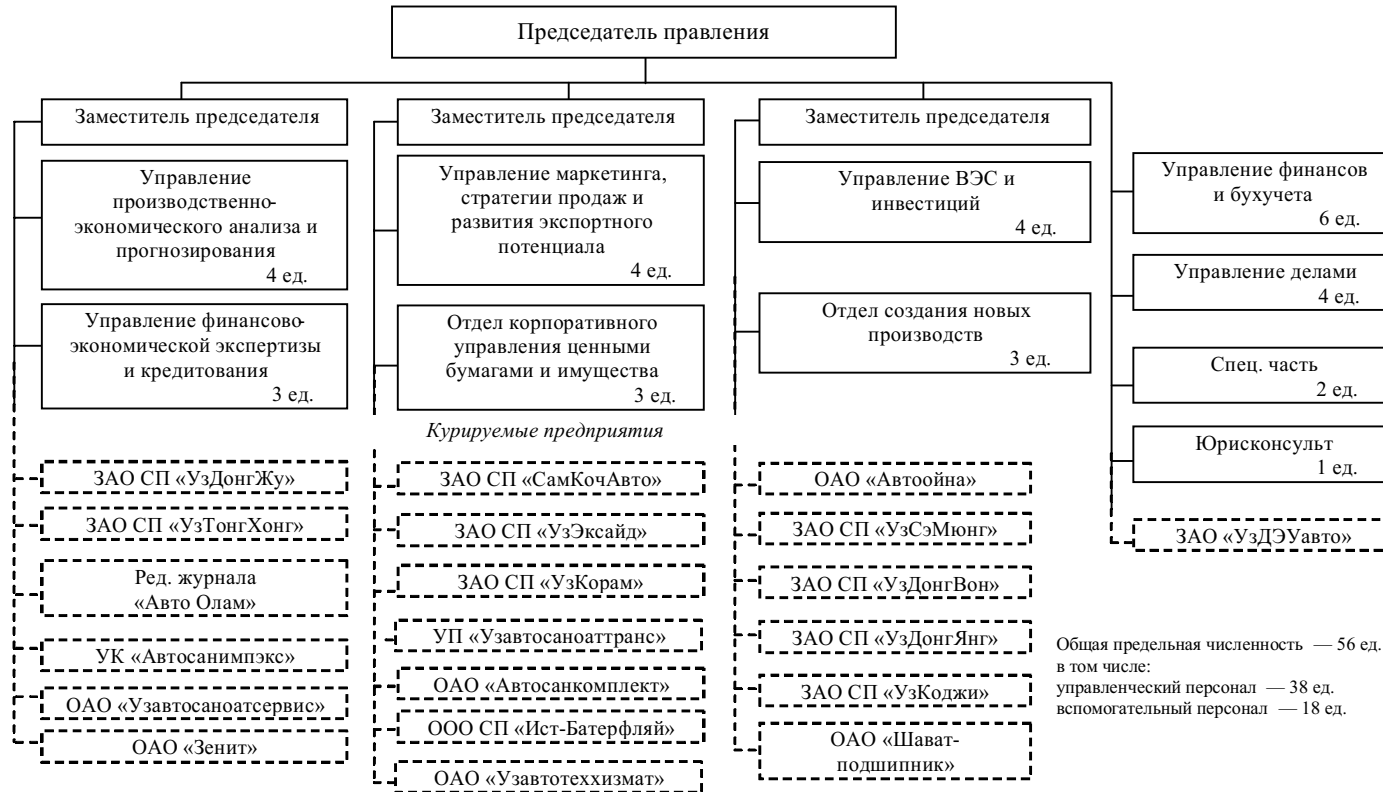 Председатель правления
Заместитель председателя
Управление
производственно-
экономического анализа и
прогнозирования
4 ед.
Управление финансово-
экономической экспертизы
и кредитования
3 ед.
Заместитель председателя
Управление маркетинга,
стратегии продаж и
развития экспортного
потенциала
4 ед.
Отдел корпоративного
управления ценными
бумагами и имущества
3 ед.
Заместитель председателя
Управление ВЭС и
инвестиций
4 ед.
Отдел создания новых
производств
3 ед.
Управление финансов
и бухучета
6 ед.
Управление делами
4 ед.
Спец. часть
2 ед.
Юрисконсульт
1 ед.
ЗАО «УзДЭУавто»
Курируемые предприятия
ЗАО СП «УзДонгЖу»
ЗАО СП «УзТонгХонг»
Ред. журнала
«Авто Олам»
УК «Автосанимпэкс»
ОАО «Узавтосаноатсервис»
ОАО «Зенит»
ЗАО СП «СамКочАвто»
ЗАО СП «УзЭксайд»
ЗАО СП «УзКорам»
УП «Узавтосаноаттранс»
ОАО «Автосанкомплект»
ООО СП «Ист-Батерфляй»
ОАО «Узавтотеххизмат»
ОАО «Автоойна»
ЗАО СП «УзСэМюнг»
ЗАО СП «УзДонгВон»
ЗАО СП «УзДонгЯнг»
ЗАО СП «УзКоджи»
ОАО «Шават-
подшипник»
Общая предельная численность — 56 ед.
в том числе:
управленческий персонал — 38 ед.
вспомогательный персонал — 18 ед.